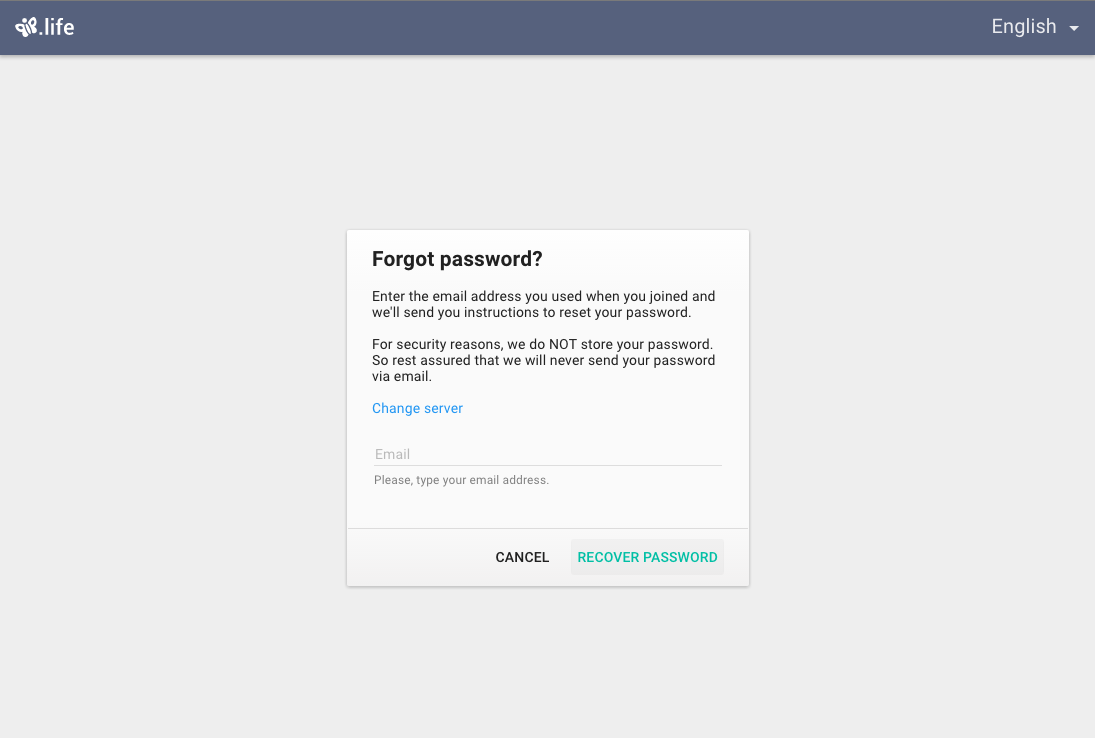 .life
English
Forgot password?
Enter the email address you used when you joined and
we'll send you instructions to reset your password.
For security reasons, we do NOT store your password.
So rest assured that we will never send your password
via email.
Change server
Email
Please, type your email address.
CANCEL
RECOVER PASSWORD